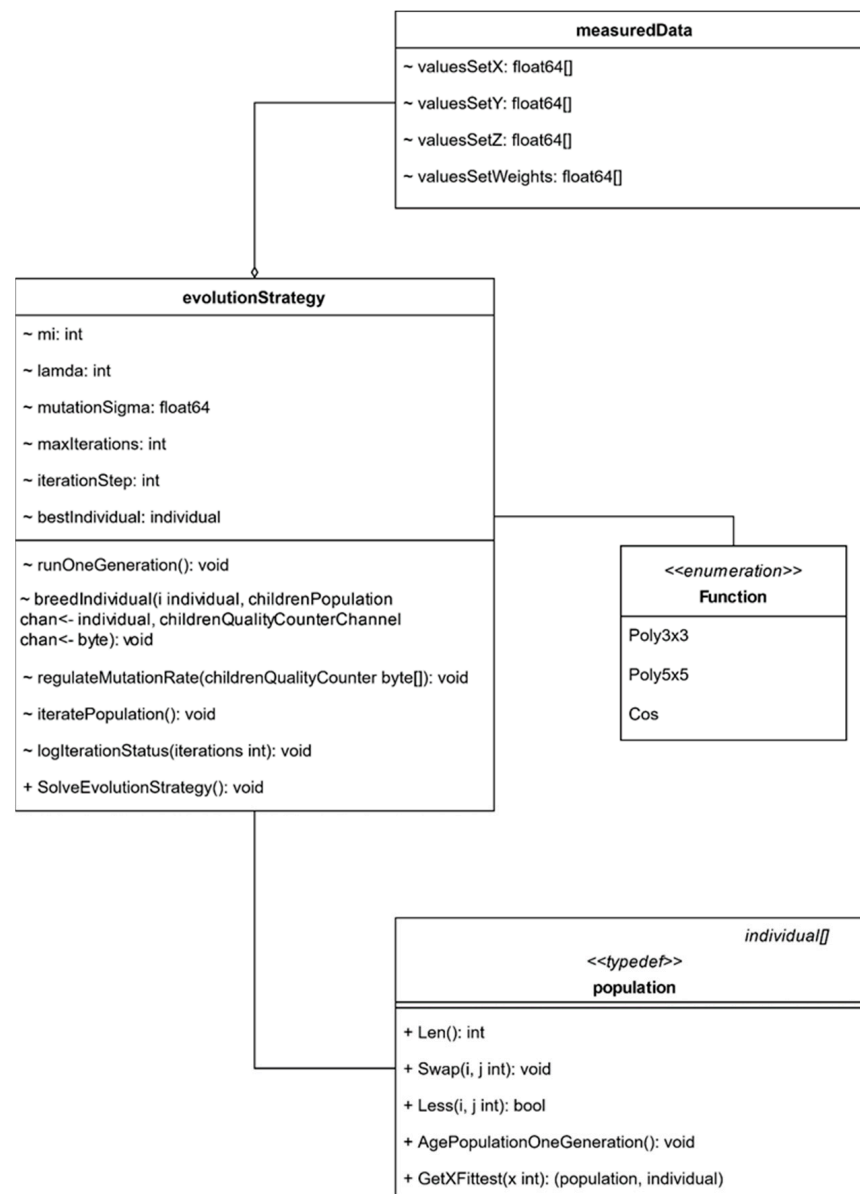 measuredData
~ valuesSetX: float64[]
~ valuesSetY: float64[]
~ valuesSetZ: float64[]
~ valuesSetWeights: float64[]
evolutionStrategy
~ mi: int
~ lamda: int
~ mutationSigma: float64
~ maxIterations: int
~ iterationStep: int
~ bestIndividual: individual
~ runOneGeneration(): void
~ breedIndividual(i individual, childrenPopulation
chan<- individual, childrenQualityCounterChannel
chan<- byte): void
~ regulateMutationRate(childrenQualityCounter byte[]): void
~ iteratePopulation(): void
~ logIterationStatus(iterations int): void
+ SolveEvolutionStrategy(): void
<<enumeration>>
Function
Poly3x3
Poly5x5
Cos
individual[]
<<typedef>>
population
+ Len(): int
+ Swap(i, j int): void
+ Less(i, j int): bool
+ AgePopulationOneGeneration(): void
+ GetXFittest(x int): (population, individual)